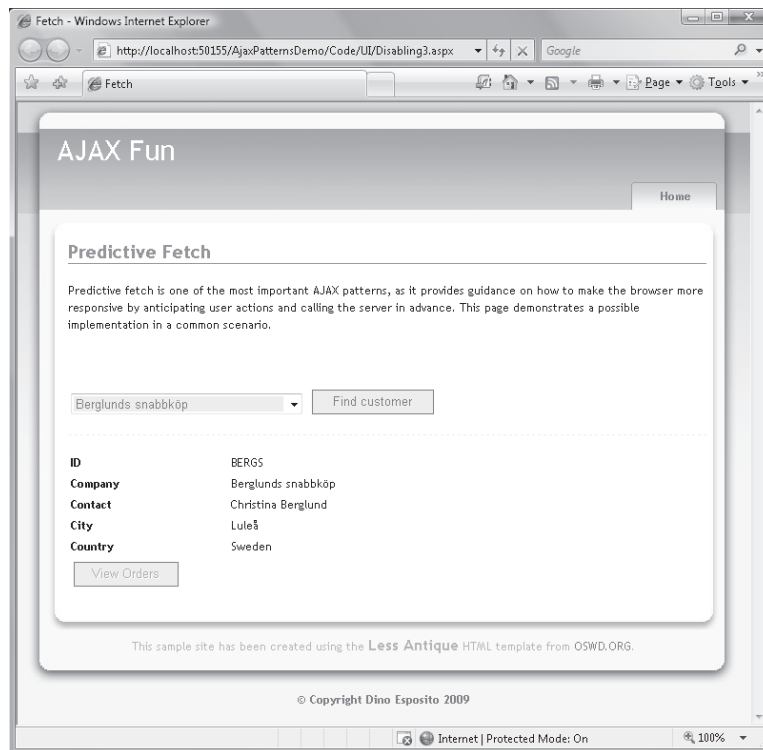 Fetch - Windows Internet Explorer
http://localhost:50155/AjaxPatternsDemo/Code/UI/Disabling3.aspx
Google
Fetch
Page
Tools
AJAX Fun
Home
Predictive Fetch
Predictive fetch is one of the most important AJAX patterns, as it provides guidance on how to make the browser more
responsive by anticipating user actions and calling the server in advance. This page demonstrates a possible
implementation in a common scenario.
Berglunds snabbköp
Find customer
ID BERGS
Company Berglunds snabbköp
Contact Christina Berglund
City Luleå
Country Sweden
View Orders
This sample site has been created using the Less Antique HTML template from OSWD.ORG.
© Copyright Dino Esposito 2009
Internet | Protected Mode: On
100%